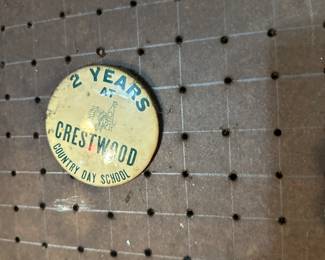 2 YEARS
AT
CRESTWOOD
COUNTRY DAY SCHOOL